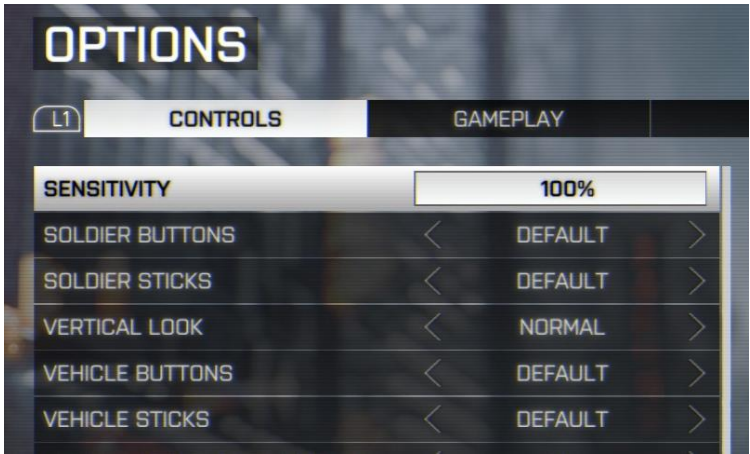 OPTIONS
L1 CONTROLS GAMEPLAY
SENSITIVITY 100%
SOLDIER BUTTONS DEFAULT
SOLDIER STICKS DEFAULT
VERTICAL LOOK NORMAL
VEHICLE BUTTONS DEFAULT
VEHICLE STICKS DEFAULT